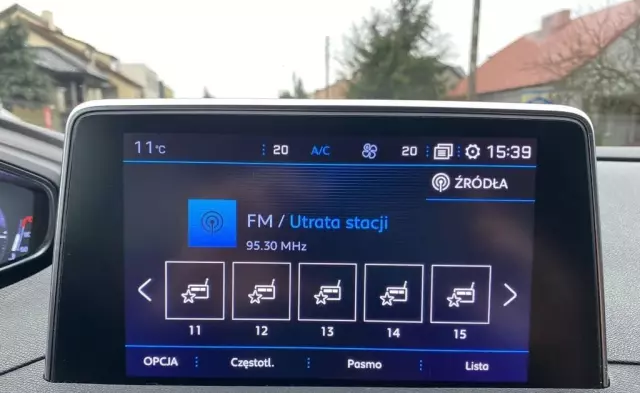 11°C 20 A/C 20 15:39
ŹRÓDŁA
FM / Utrata stacji
95.30 MHz
11 12 13 14 15
OPCJA Częstotl. Pasmo Lista